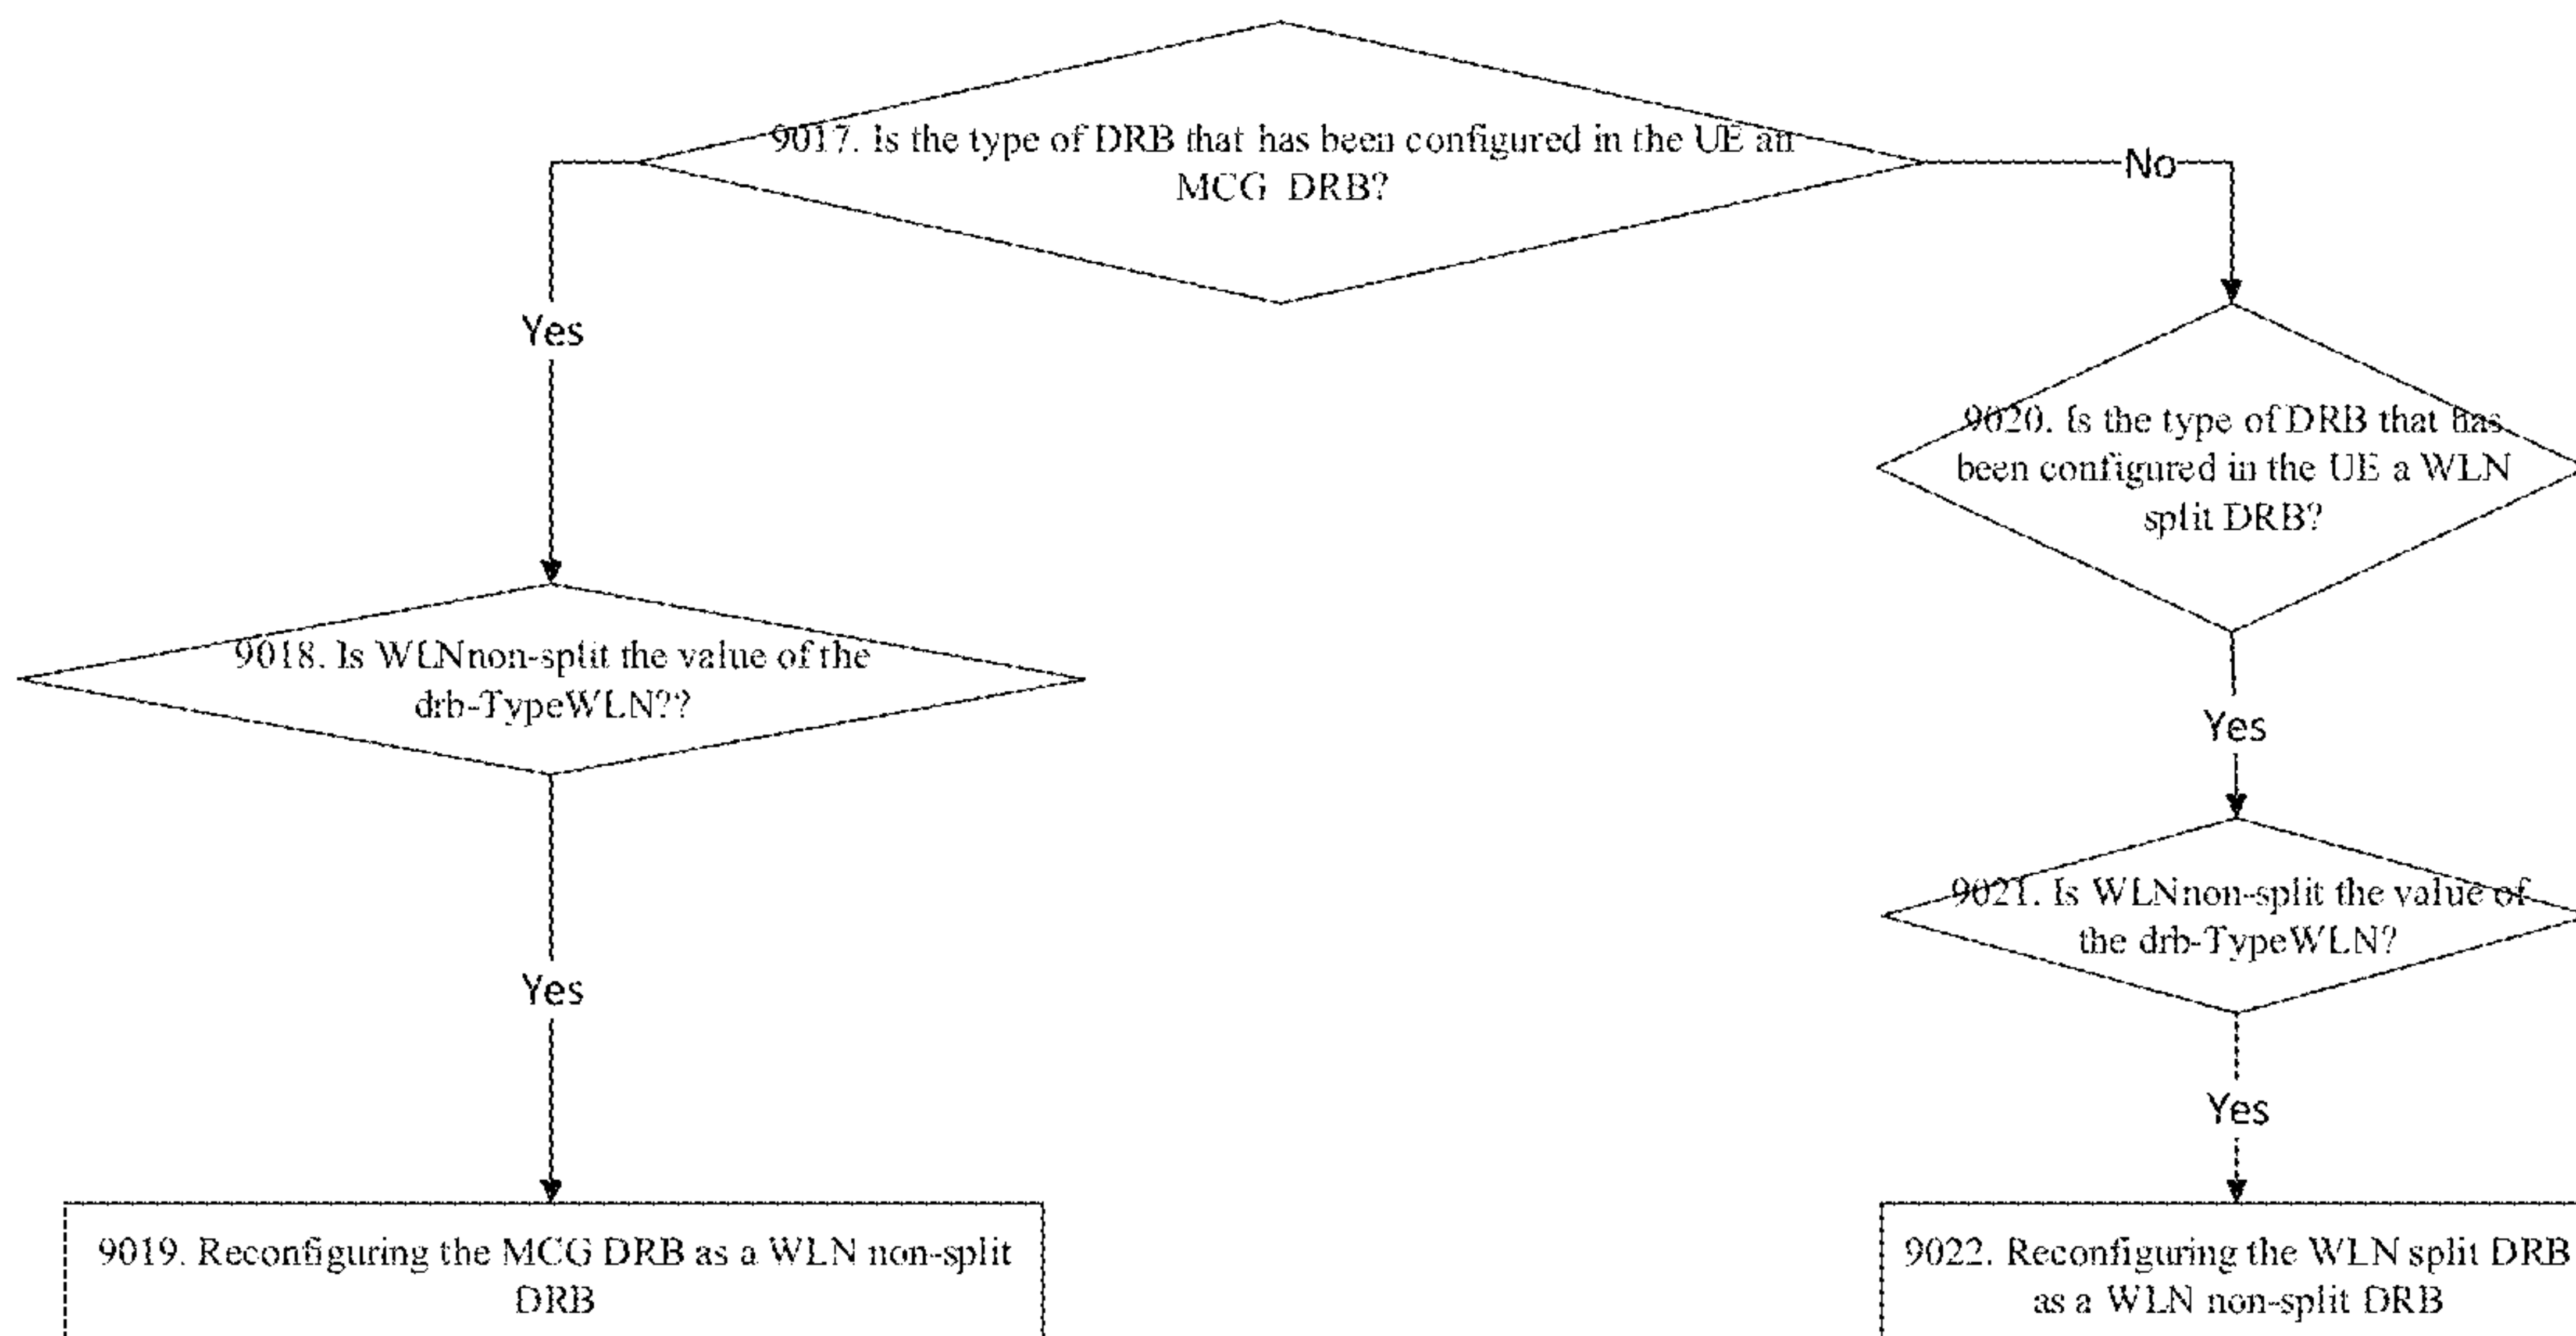 9017. Is the type of DRB that has been configured in the UE an
MCG DRB?
No
Yes
9020. Is the type of DRB that has
been configured in the UE a WLN
split DRB?
9018. Is WLNnon-split the value of the
drb-TypeWLN??
Yes
9021. Is WLNnon-split the value of
the drb-TypeWLN?
Yes
Yes
9019. Reconfiguring the MCG DRB as a WLN non-split
DRB
9022. Reconfiguring the WLN split DRB
as a WLN non-split DRB